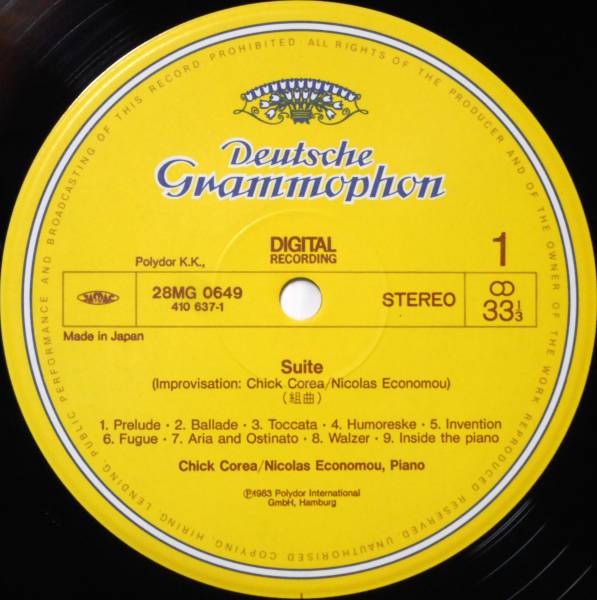 ALL RIGHTS OF THE PRODUCER AND OF THE OWNER OF THE WORK REPRODUCED RESERVED. UNAUTHORISED COPYING, HIRING, LENDING, PUBLIC PERFORMANCE AND BROADCASTING OF THIS RECORD PROHIBITED.
Deutsche
Grammophon
DIGITAL
RECORDING
1
Polydor K.K.,
JASRAC
28MG 0649
410 637-1
STEREO
33⅓
Made in Japan
Suite
(Improvisation: Chick Corea/Nicolas Economou)
(組曲)
1. Prelude · 2. Ballade · 3. Toccata · 4. Humoreske · 5. Invention
6. Fugue · 7. Aria and Ostinato · 8. Walzer · 9. Inside the piano
Chick Corea/Nicolas Economou, Piano
℗1983 Polydor International
GmbH, Hamburg